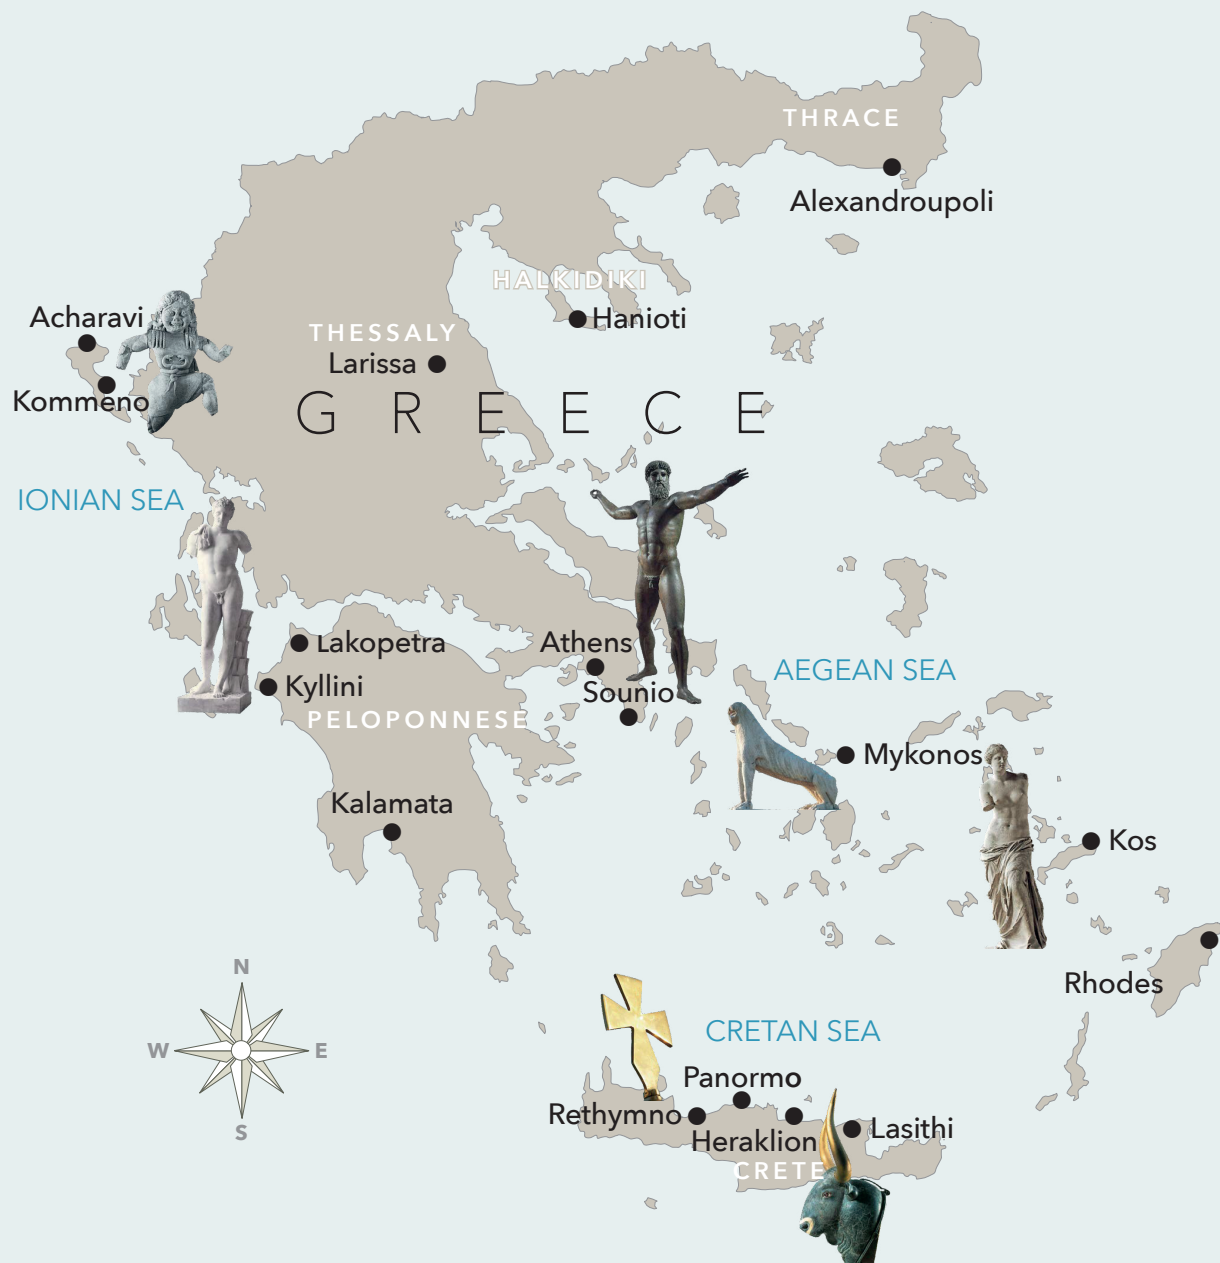 THRACE
Alexandroupoli
HALKIDIKI
Hanioti
Acharavi
THESSALY
Larissa
Kommeno
GREECE
IONIAN SEA
Lakopetra
Athens
AEGEAN SEA
Kyllini
Sounio
PELOPONNESE
Mykonos
Kalamata
Kos
N
Rhodes
W
E
CRETAN SEA
Panormo
Rethymno
Lasithi
S
Heraklion
CRETE